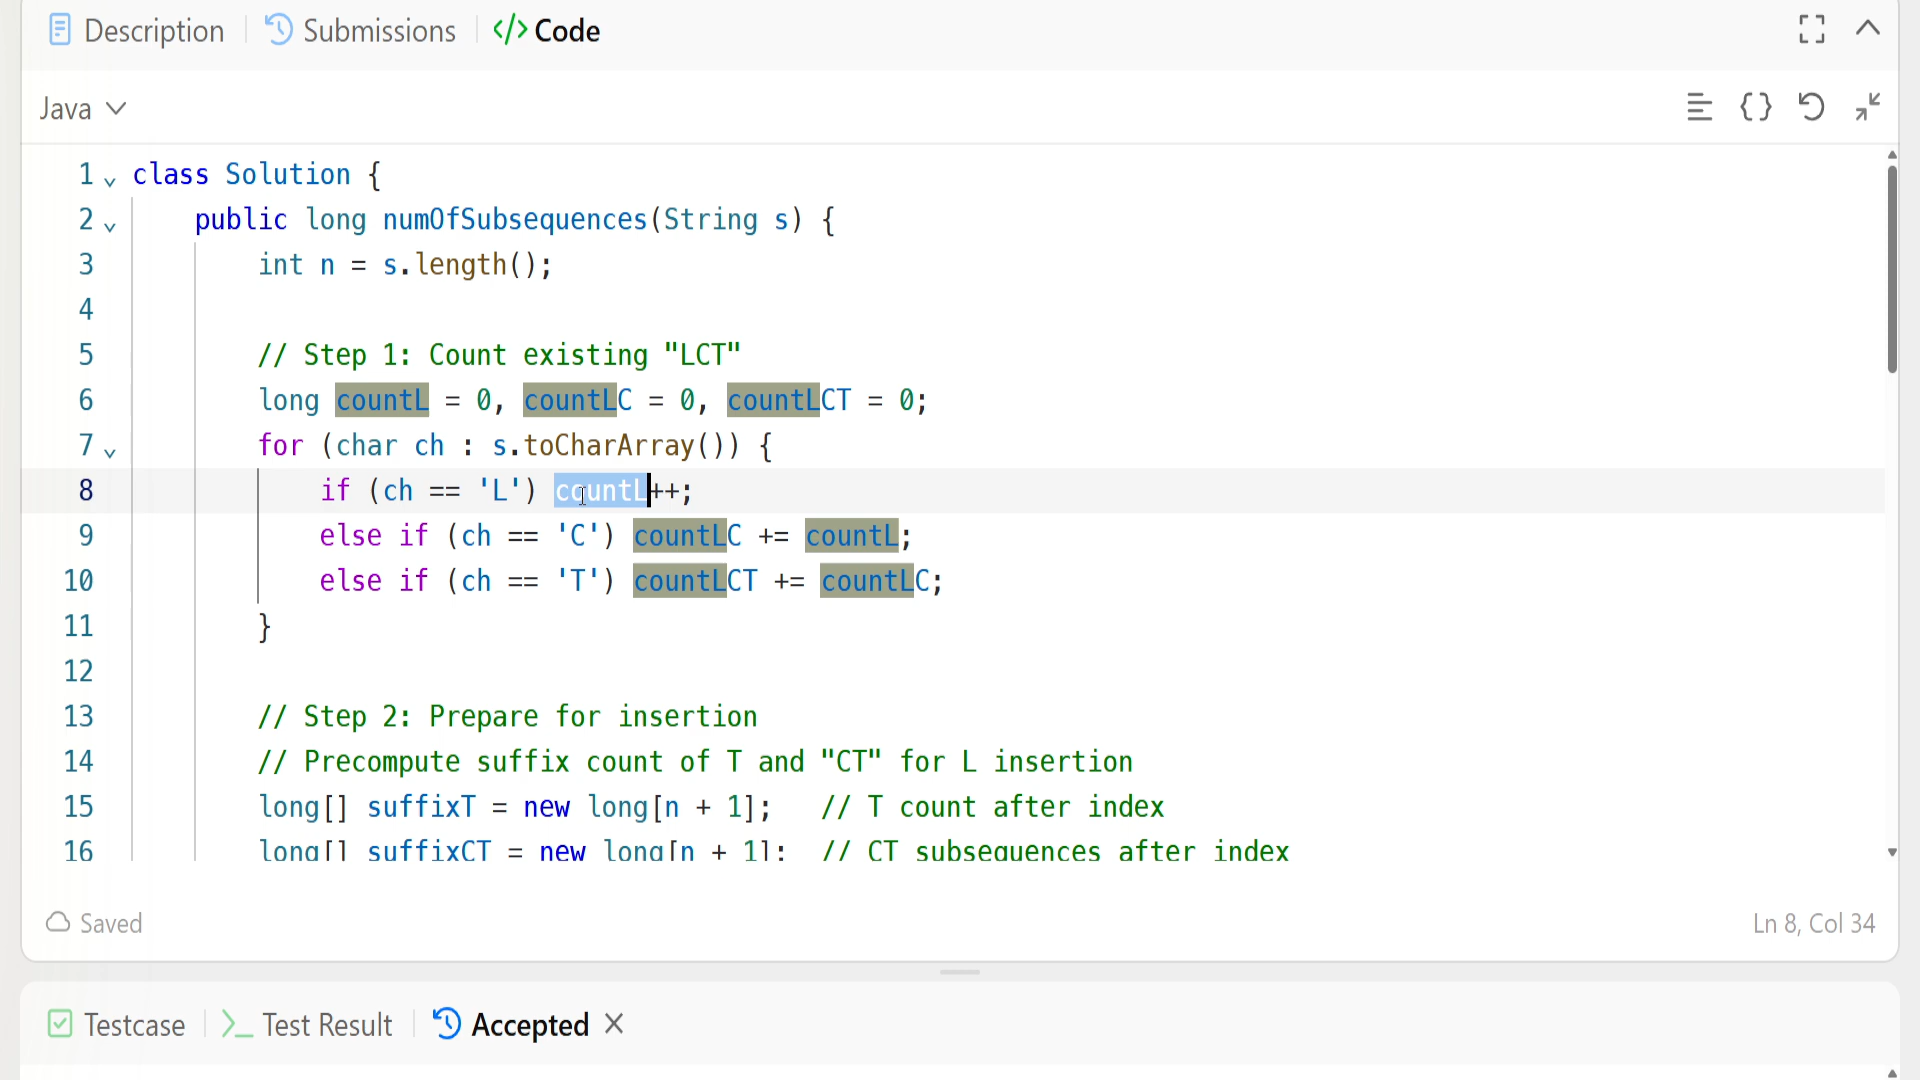 Description Submissions </> Code
Java
1 class Solution {
2 public long numOfSubsequences(String s) {
3 int n = s.length();
4
5 // Step 1: Count existing "LCT"
6 long countL = 0, countLC = 0, countLCT = 0;
7 for (char ch : s.toCharArray()) {
8 if (ch == 'L') countL++;
9 else if (ch == 'C') countLC += countL;
10 else if (ch == 'T') countLCT += countLC;
11 }
12
13 // Step 2: Prepare for insertion
14 // Precompute suffix count of T and "CT" for L insertion
15 long[] suffixT = new long[n + 1]; // T count after index
16 long[] suffixCT = new long[n + 1]; // CT subsequences after index
Saved Ln 8, Col 34
Testcase >_ Test Result Accepted